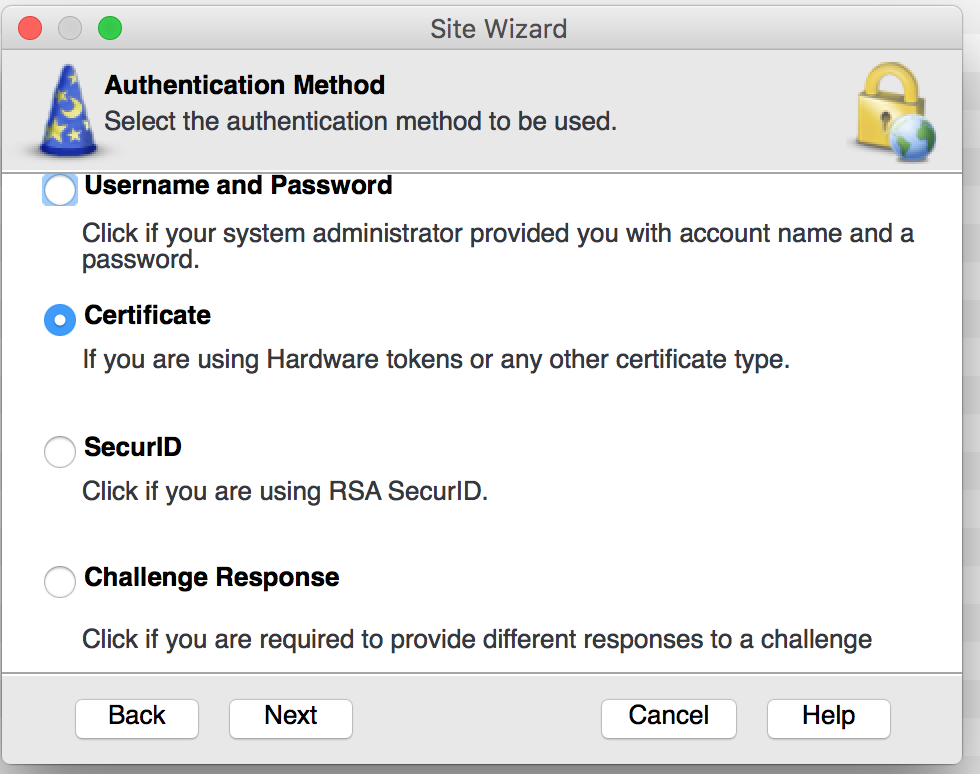 Site Wizard
Authentication Method
Select the authentication method to be used.
Username and Password
Click if your system administrator provided you with account name and a
password.
Certificate
If you are using Hardware tokens or any other certificate type.
SecurID
Click if you are using RSA SecurID.
Challenge Response
Click if you are required to provide different responses to a challenge
Back
Next
Cancel
Help